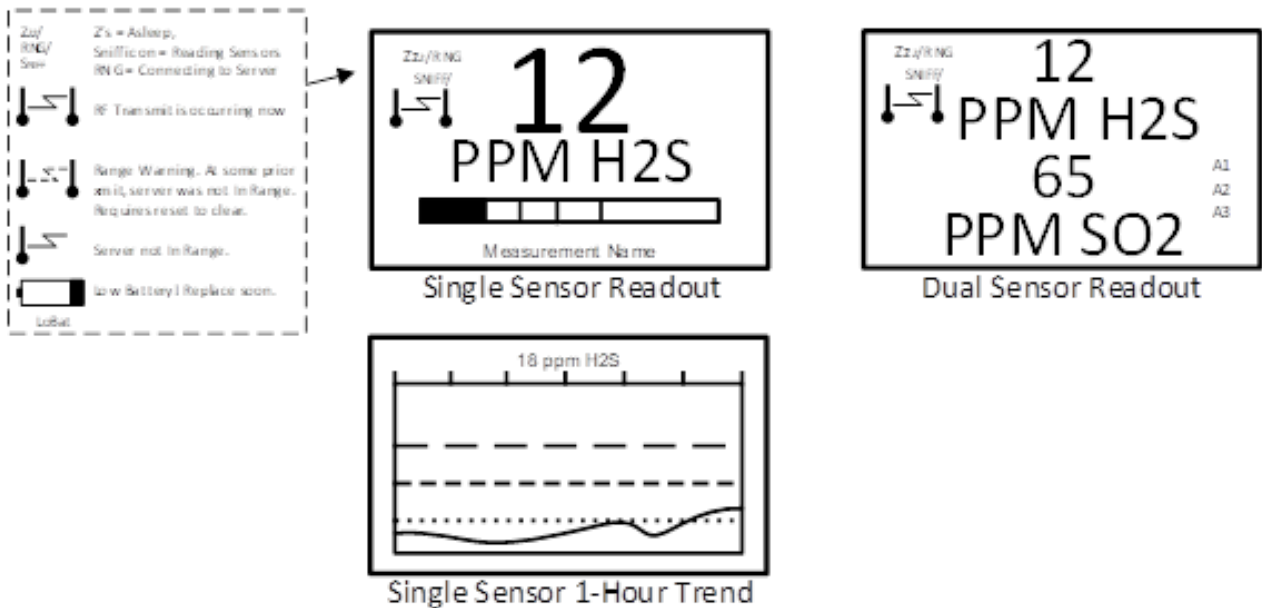 Zzz/
RNG/
Sniff
Z's = Asleep,
Sniff icon = Reading Sensors
RNG = Connecting to Server
RF Transmit is occurring now
Range Warning. At some prior
xmit, server was not In Range.
Requires reset to clear.
Server not In Range.
Low Battery! Replace soon.
LoBat
Zzz/RNG
SNIFF/
12
PPM H2S
Measurement Name
Single Sensor Readout
Zzz/RNG
SNIFF/
12
PPM H2S
65
A1
A2
A3
PPM SO2
Dual Sensor Readout
18 ppm H2S
Single Sensor 1-Hour Trend